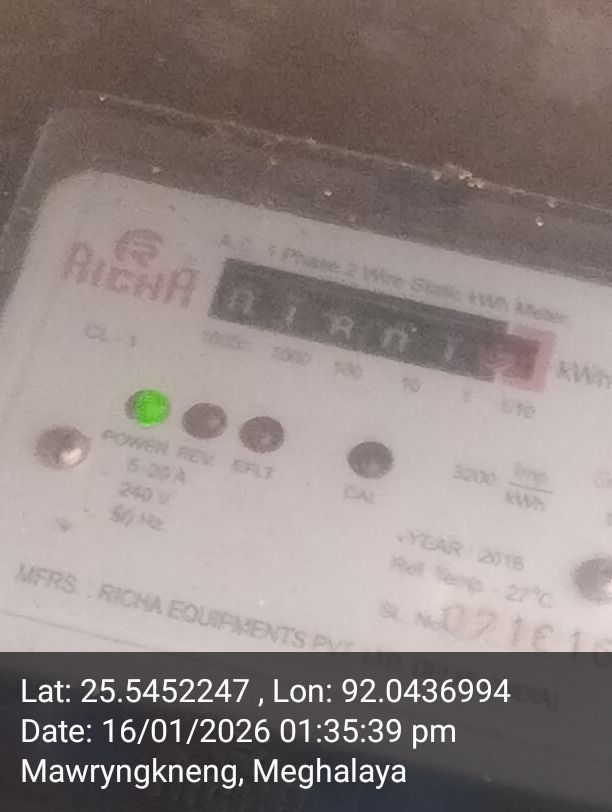 RICHA
A.C. 1 Phase 2 Wire Static kWh Meter
kWh
CL - 1
10000 1000 100 10 1 1/10
POWER REV. EFLT
CAL
5-20 A
240 V
50 Hz
3200 imp/kWh
YEAR : 2016
Ref. Temp. : 27°C
SL. No.
MFRS. : RICHA EQUIPMENTS PVT. LTD.
Lat: 25.5452247 , Lon: 92.0436994
Date: 16/01/2026 01:35:39 pm
Mawryngkneng, Meghalaya